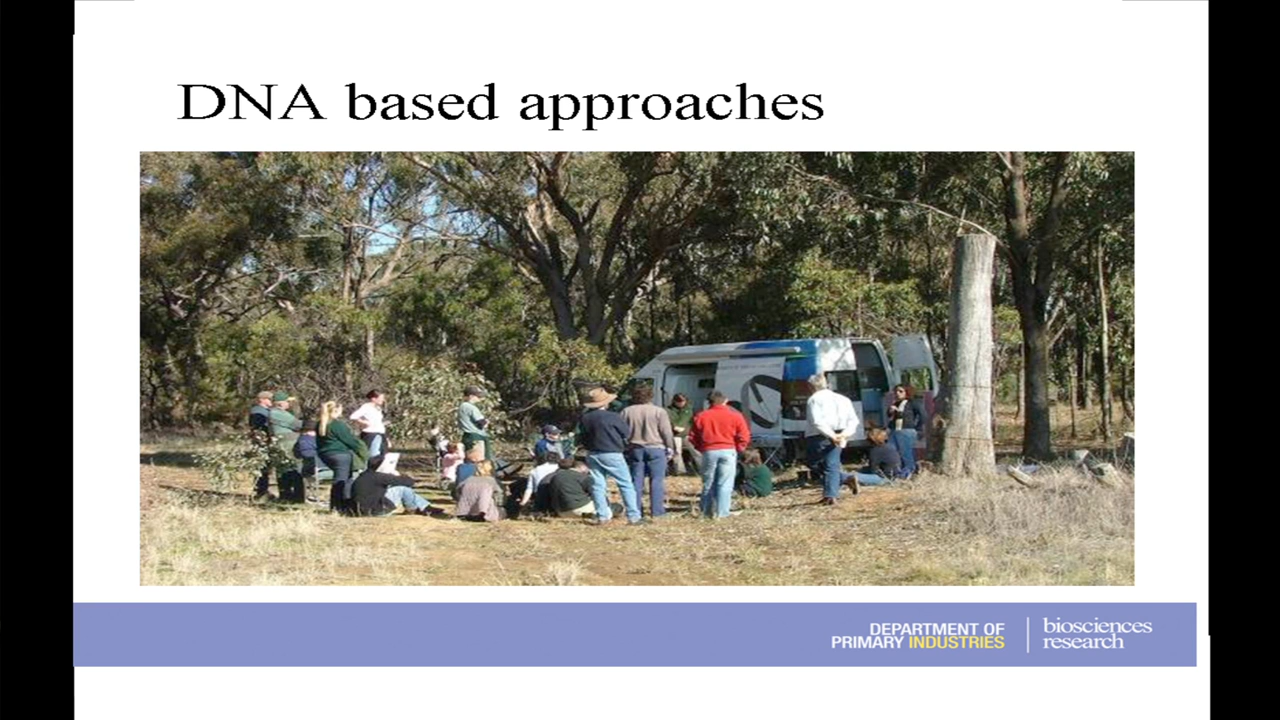 DNA based approaches
DEPARTMENT OF
PRIMARY INDUSTRIES
biosciences
research